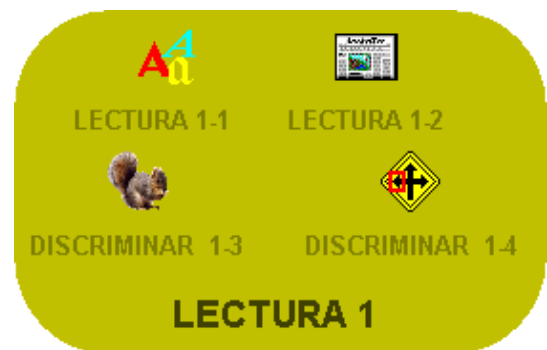 LECTURA 1-1
LECTURA 1-2
DISCRIMINAR 1-3
DISCRIMINAR 1-4
LECTURA 1